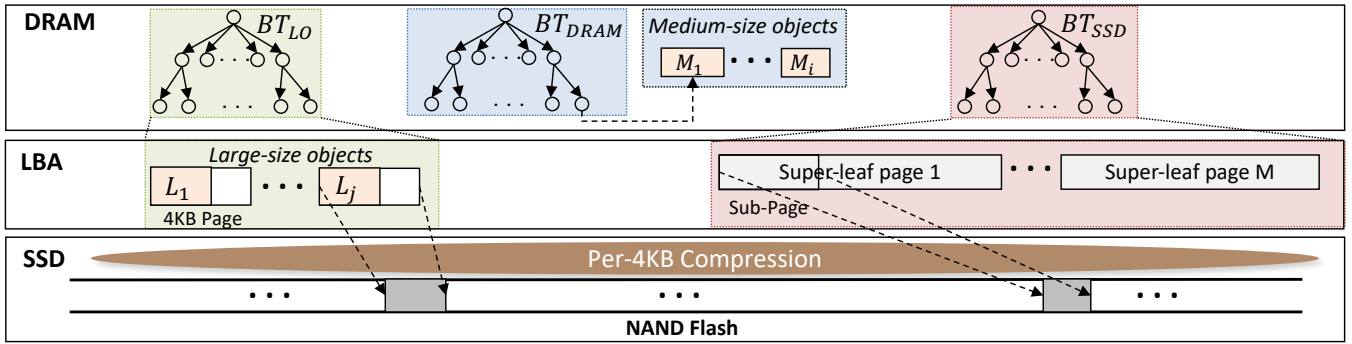 DRAM
BT_LO
BT_DRAM
Medium-size objects
M_1 ··· M_i
BT_SSD
LBA
Large-size objects
L_1 ··· L_j
4KB Page
Super-leaf page 1 ··· Super-leaf page M
Sub-Page
SSD
Per-4KB Compression
··· ··· ···
NAND Flash